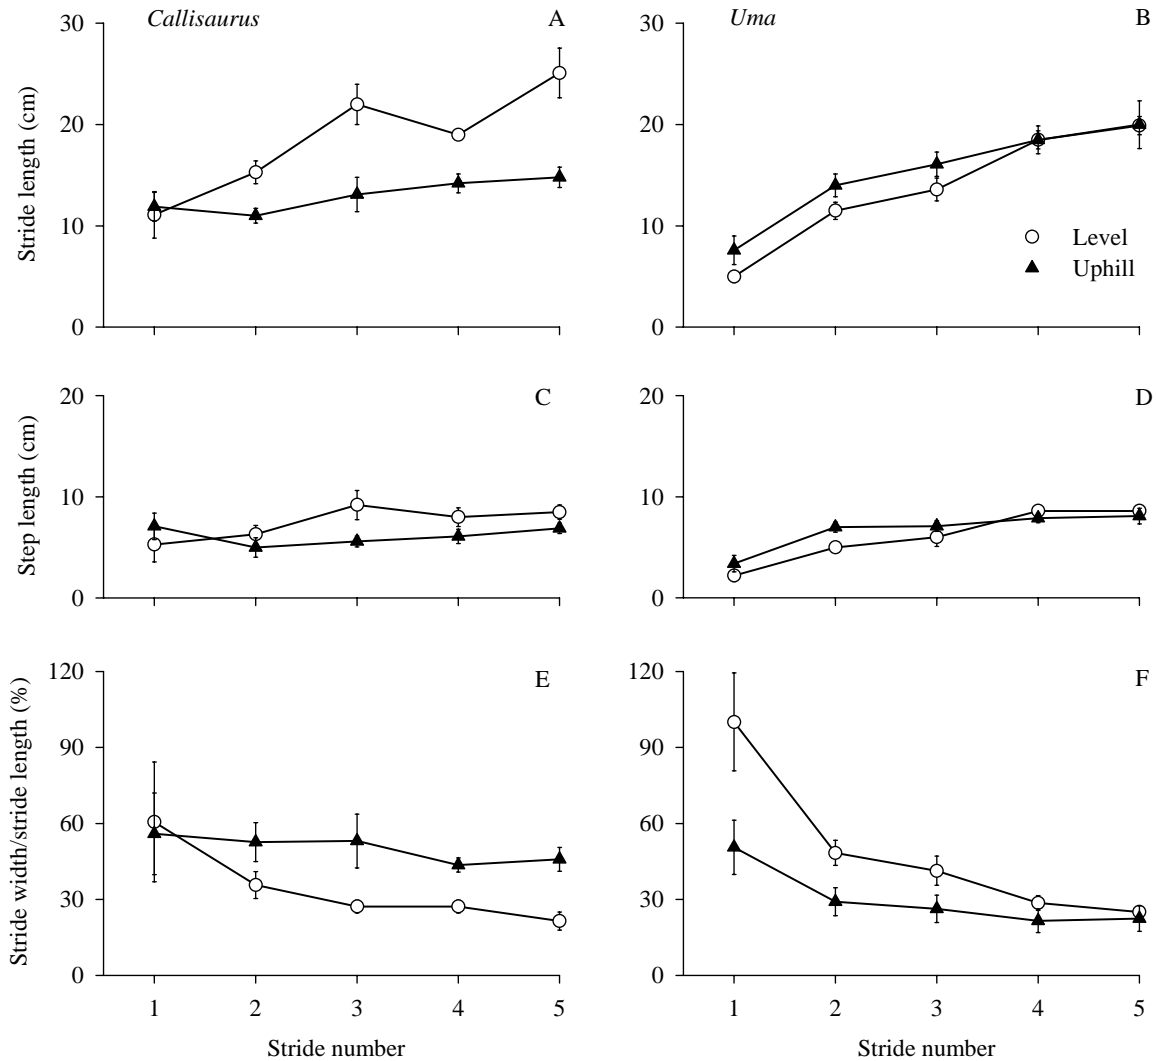 Callisaurus A
30
20
10
0
Stride length (cm)
Uma B
30
20
10
0
Level
Uphill
C
20
10
0
Step length (cm)
D
20
10
0
E
120
90
60
30
0
Stride width/stride length (%)
1 2 3 4 5
Stride number
F
120
90
60
30
0
1 2 3 4 5
Stride number